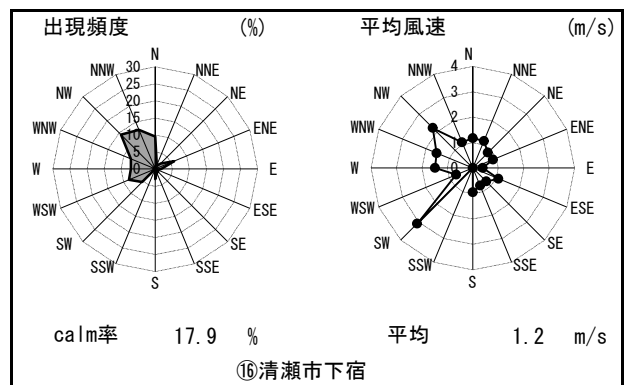 出現頻度 (%)
N
NNE
NE
ENE
E
ESE
SE
SSE
S
SSW
SW
WSW
W
WNW
NW
NNW
30
25
20
15
10
5
0
calm率 17.9 %
平均風速 (m/s)
N
NNE
NE
ENE
E
ESE
SE
SSE
S
SSW
SW
WSW
W
WNW
NW
NNW
4
3
2
1
0
平均 1.2 m/s
⑯清瀬市下宿